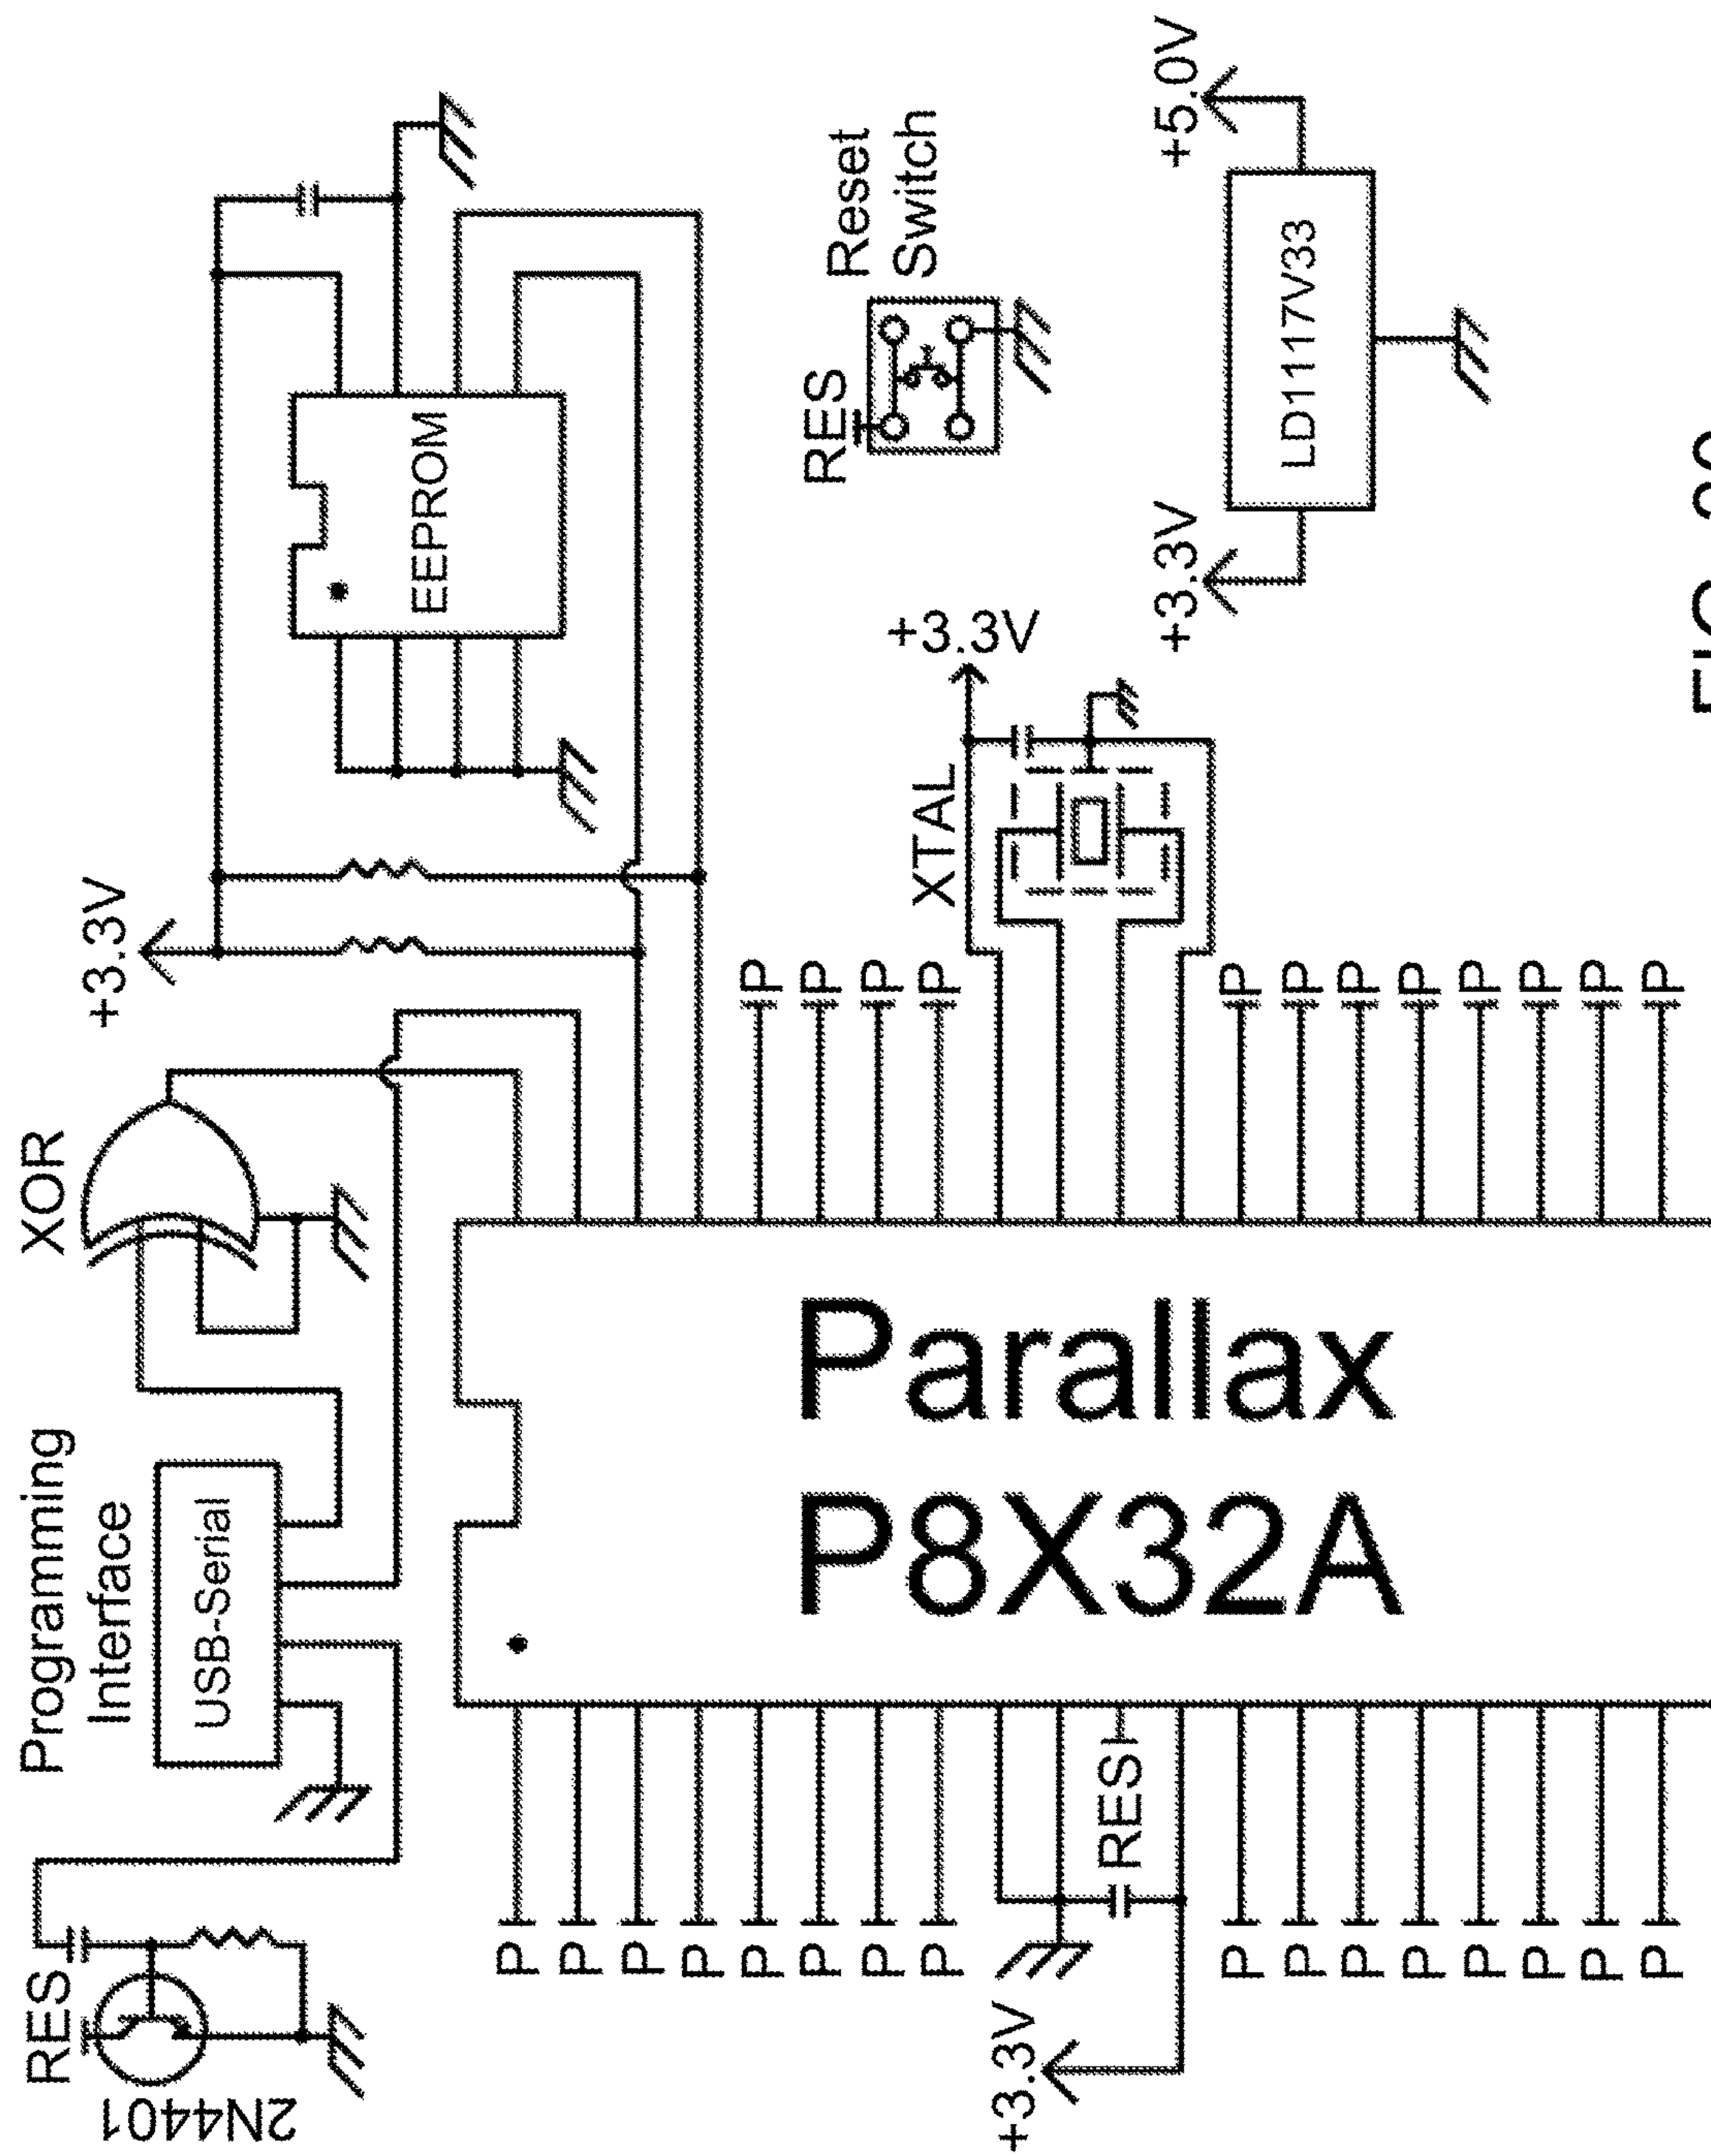 RES
2N4401
Programming
Interface
USB-Serial
XOR
+3.3V
EEPROM
Reset
Switch
RES
+3.3V
XTAL
+3.3V
LD1117V33
+5.0V
P
P
P
P
P
P
P
P
P
P
P
P
Parallax
P8X32A
P
P
P
P
P
P
P
P
RES
+3.3V
P
P
P
P
P
P
P
P